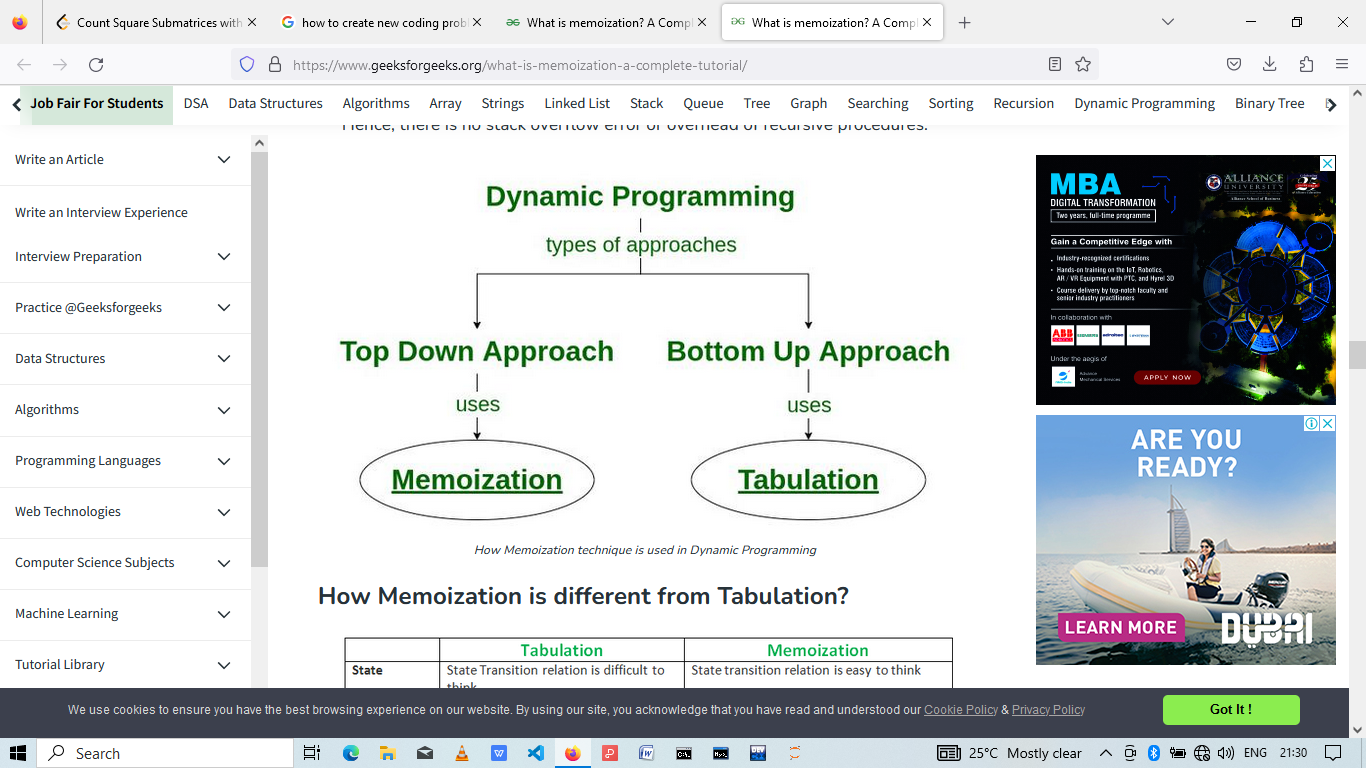 Count Square Submatrices with
how to create new coding prob
What is memoization? A Compl
What is memoization? A Compl
https://www.geeksforgeeks.org/what-is-memoization-a-complete-tutorial/
Job Fair For Students DSA Data Structures Algorithms Array Strings Linked List Stack Queue Tree Graph Searching Sorting Recursion Dynamic Programming Binary Tree
Write an Article
Write an Interview Experience
Interview Preparation
Practice @Geeksforgeeks
Data Structures
Algorithms
Programming Languages
Web Technologies
Computer Science Subjects
Machine Learning
Tutorial Library
Hence, there is no stack overflow error or overhead of recursive procedures.
Dynamic Programming
types of approaches
Top Down Approach Bottom Up Approach
uses uses
Memoization Tabulation
How Memoization technique is used in Dynamic Programming
How Memoization is different from Tabulation?
Tabulation Memoization
State State Transition relation is difficult to State transition relation is easy to think
think
MBA
DIGITAL TRANSFORMATION
Two years, full-time programme
ALLIANCE
UNIVERSITY
Alliance School of Business
25
Gain a Competitive Edge with
Industry-recognized certifications
Hands-on training on the IoT, Robotics,
AR / VR Equipment with PTC, and Hyrel 3D
Course delivery by top-notch faculty and
senior industry practitioners
In collaboration with
ABB
Under the aegis of
Advance
Mechanical Services
APPLY NOW
ARE YOU
READY?
LEARN MORE
DUBAI
We use cookies to ensure you have the best browsing experience on our website. By using our site, you acknowledge that you have read and understood our Cookie Policy & Privacy Policy
Got It !
Search
25°C Mostly clear
ENG
21:30